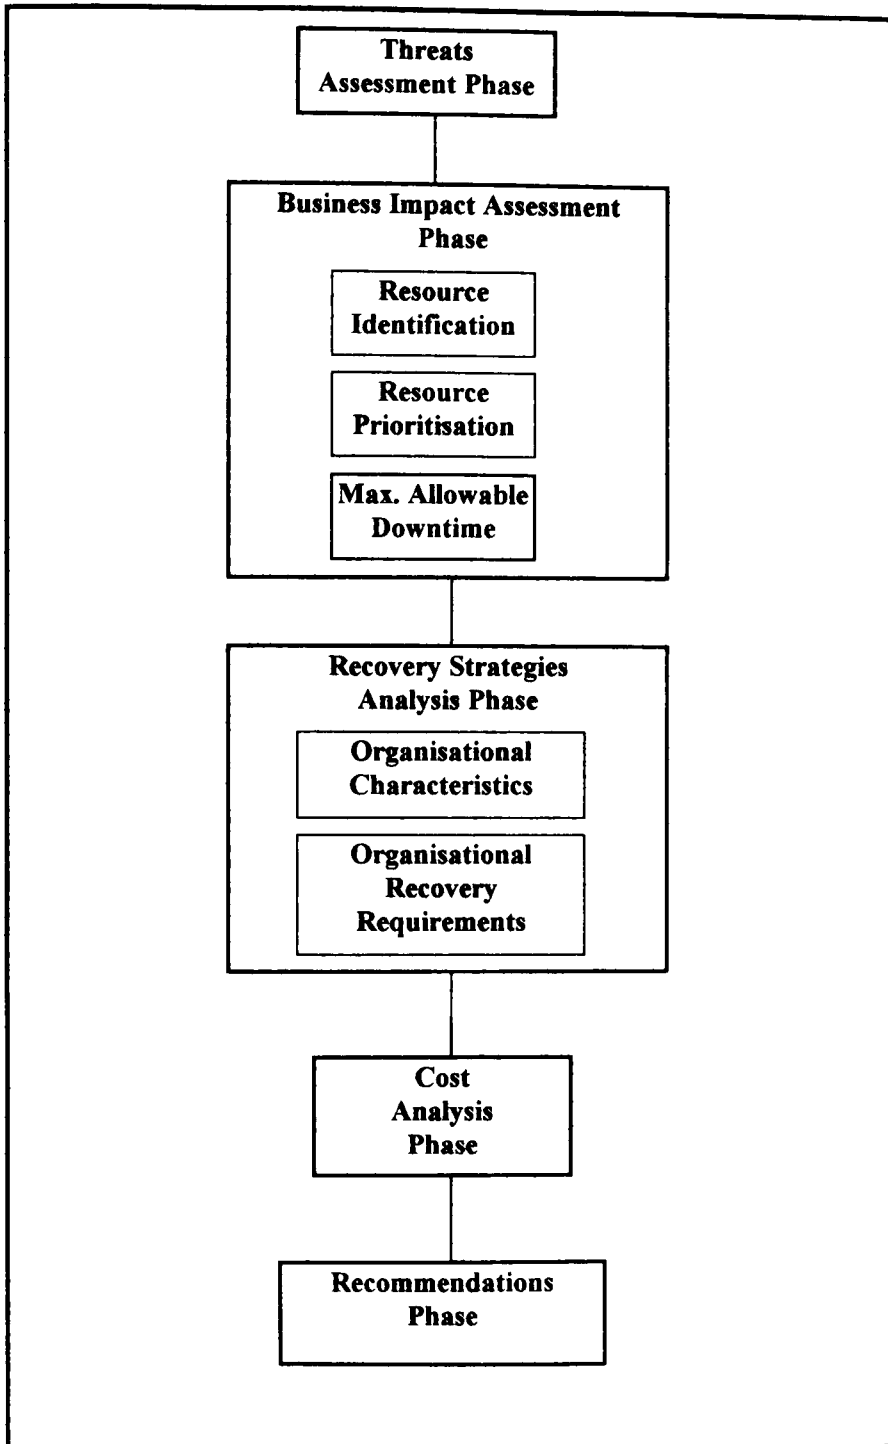 Threats
Assessment Phase
Business Impact Assessment
Phase
Resource
Identification
Resource
Prioritisation
Max. Allowable
Downtime
Recovery Strategies
Analysis Phase
Organisational
Characteristics
Organisational
Recovery
Requirements
Cost
Analysis
Phase
Recommendations
Phase